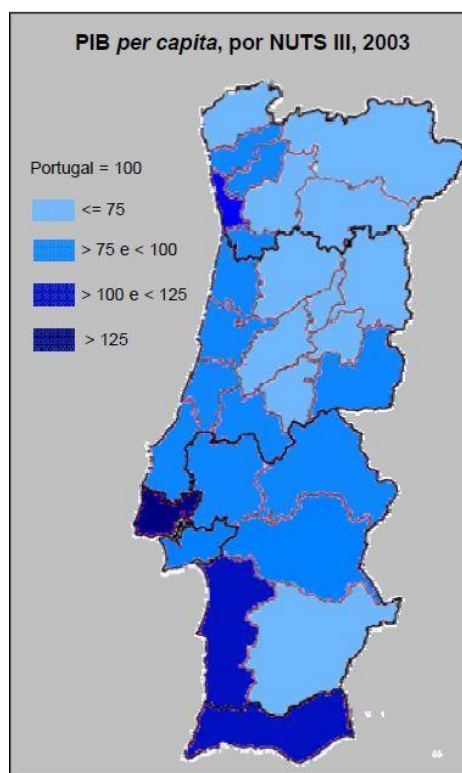 PIB per capita, por NUTS III, 2003
Portugal = 100
<= 75
> 75 e < 100
> 100 e < 125
> 125